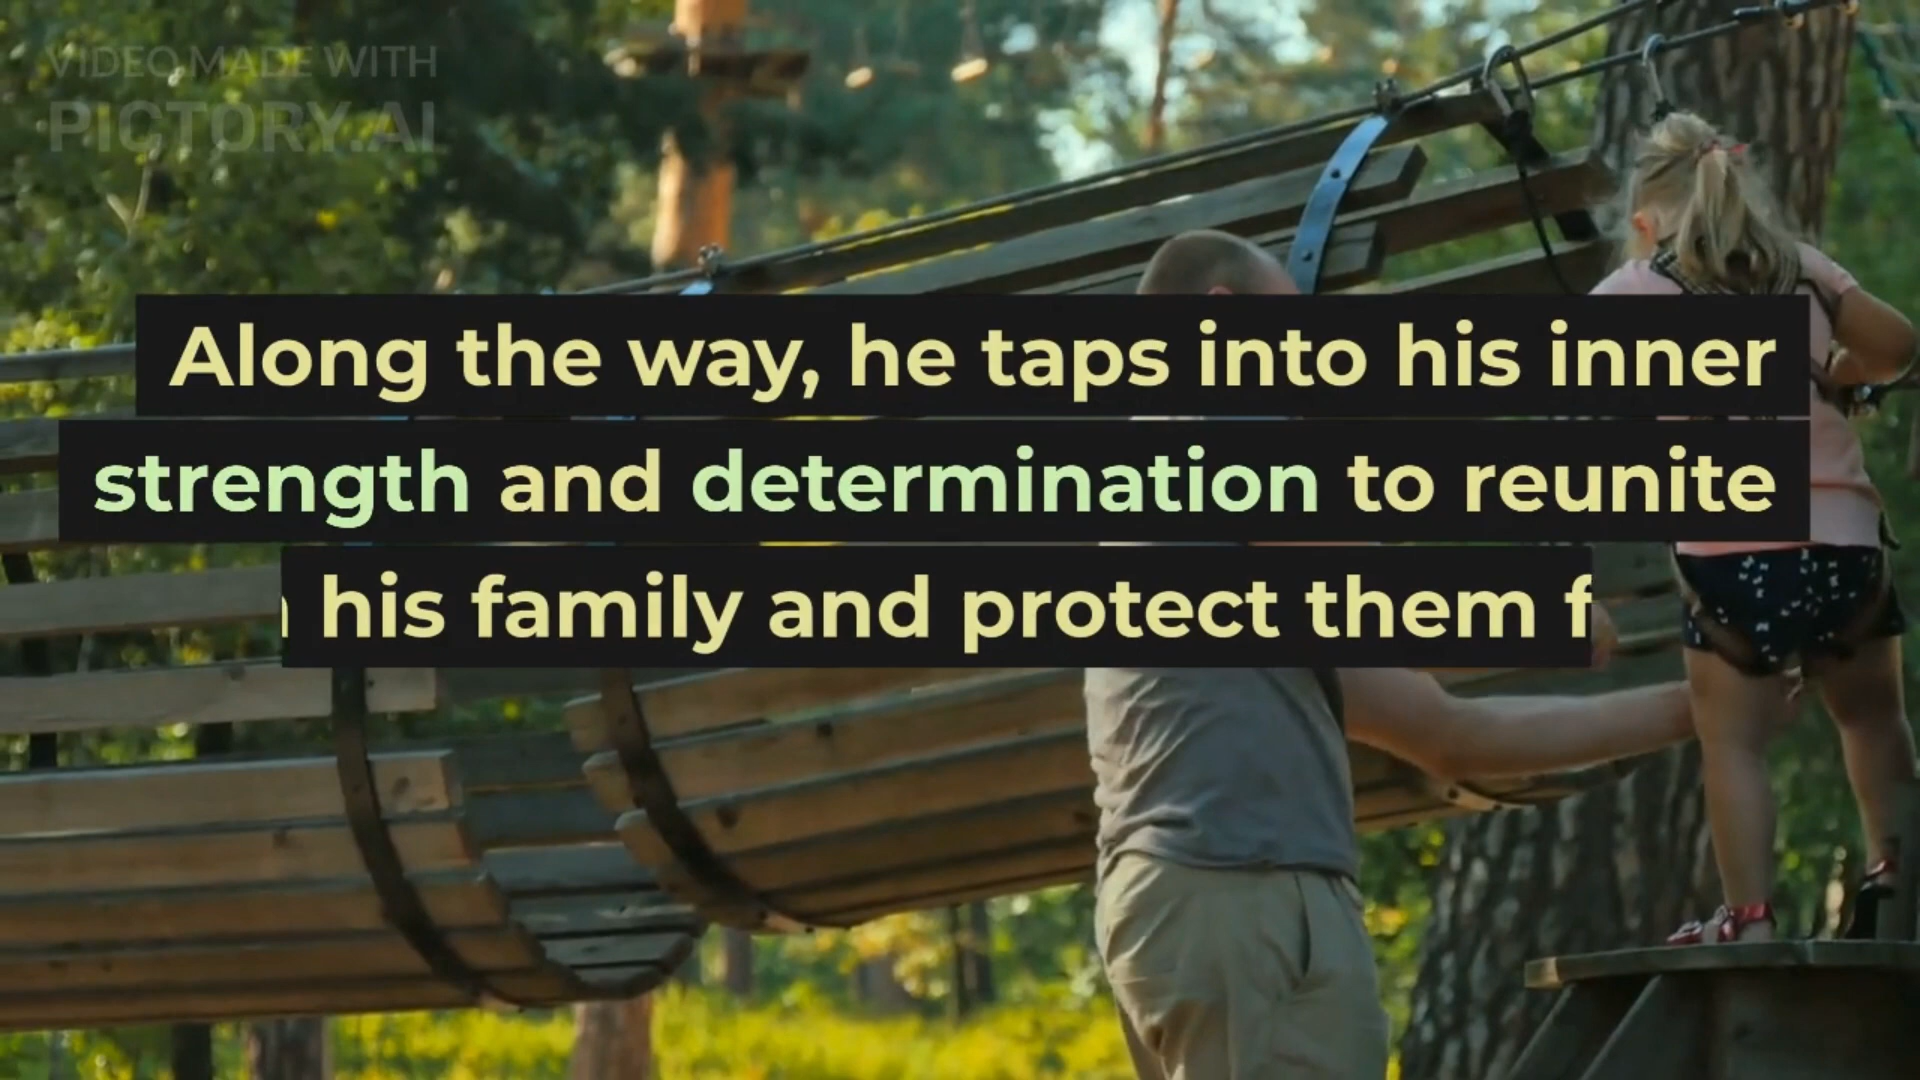 VIDEO MADE WITH
PICTORY.AI
Along the way, he taps into his inner
strength and determination to reunite
his family and protect them